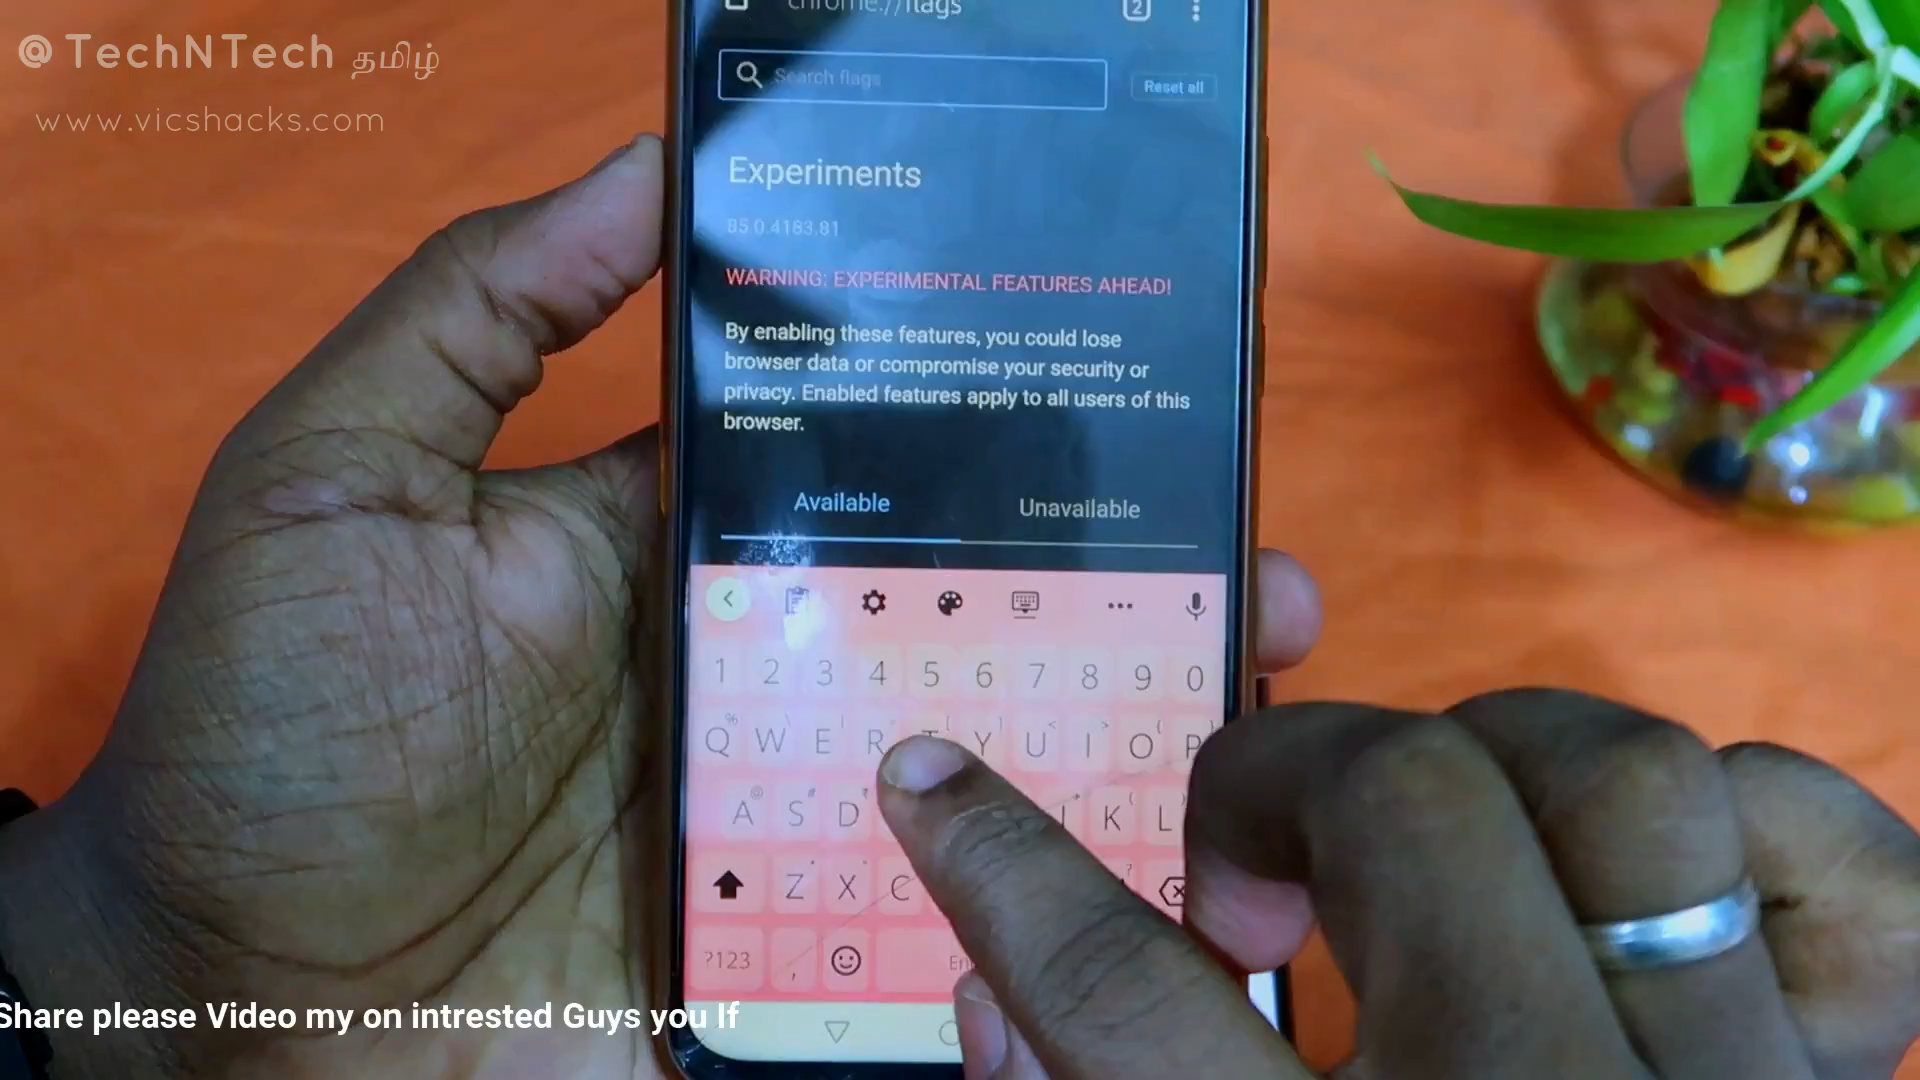 @ TechNTech தமிழ்
www.vicshacks.com
chrome://flags
2
Search flags
Reset all
Experiments
85.0.4183.81
WARNING: EXPERIMENTAL FEATURES AHEAD!
By enabling these features, you could lose
browser data or compromise your security or
privacy. Enabled features apply to all users of this
browser.
Available
Unavailable
1 2 3 4 5 6 7 8 9 0
Q W E R T Y U I O P
A S D K L
Z X C
?123 ,
Share please Video my on intrested Guys you If